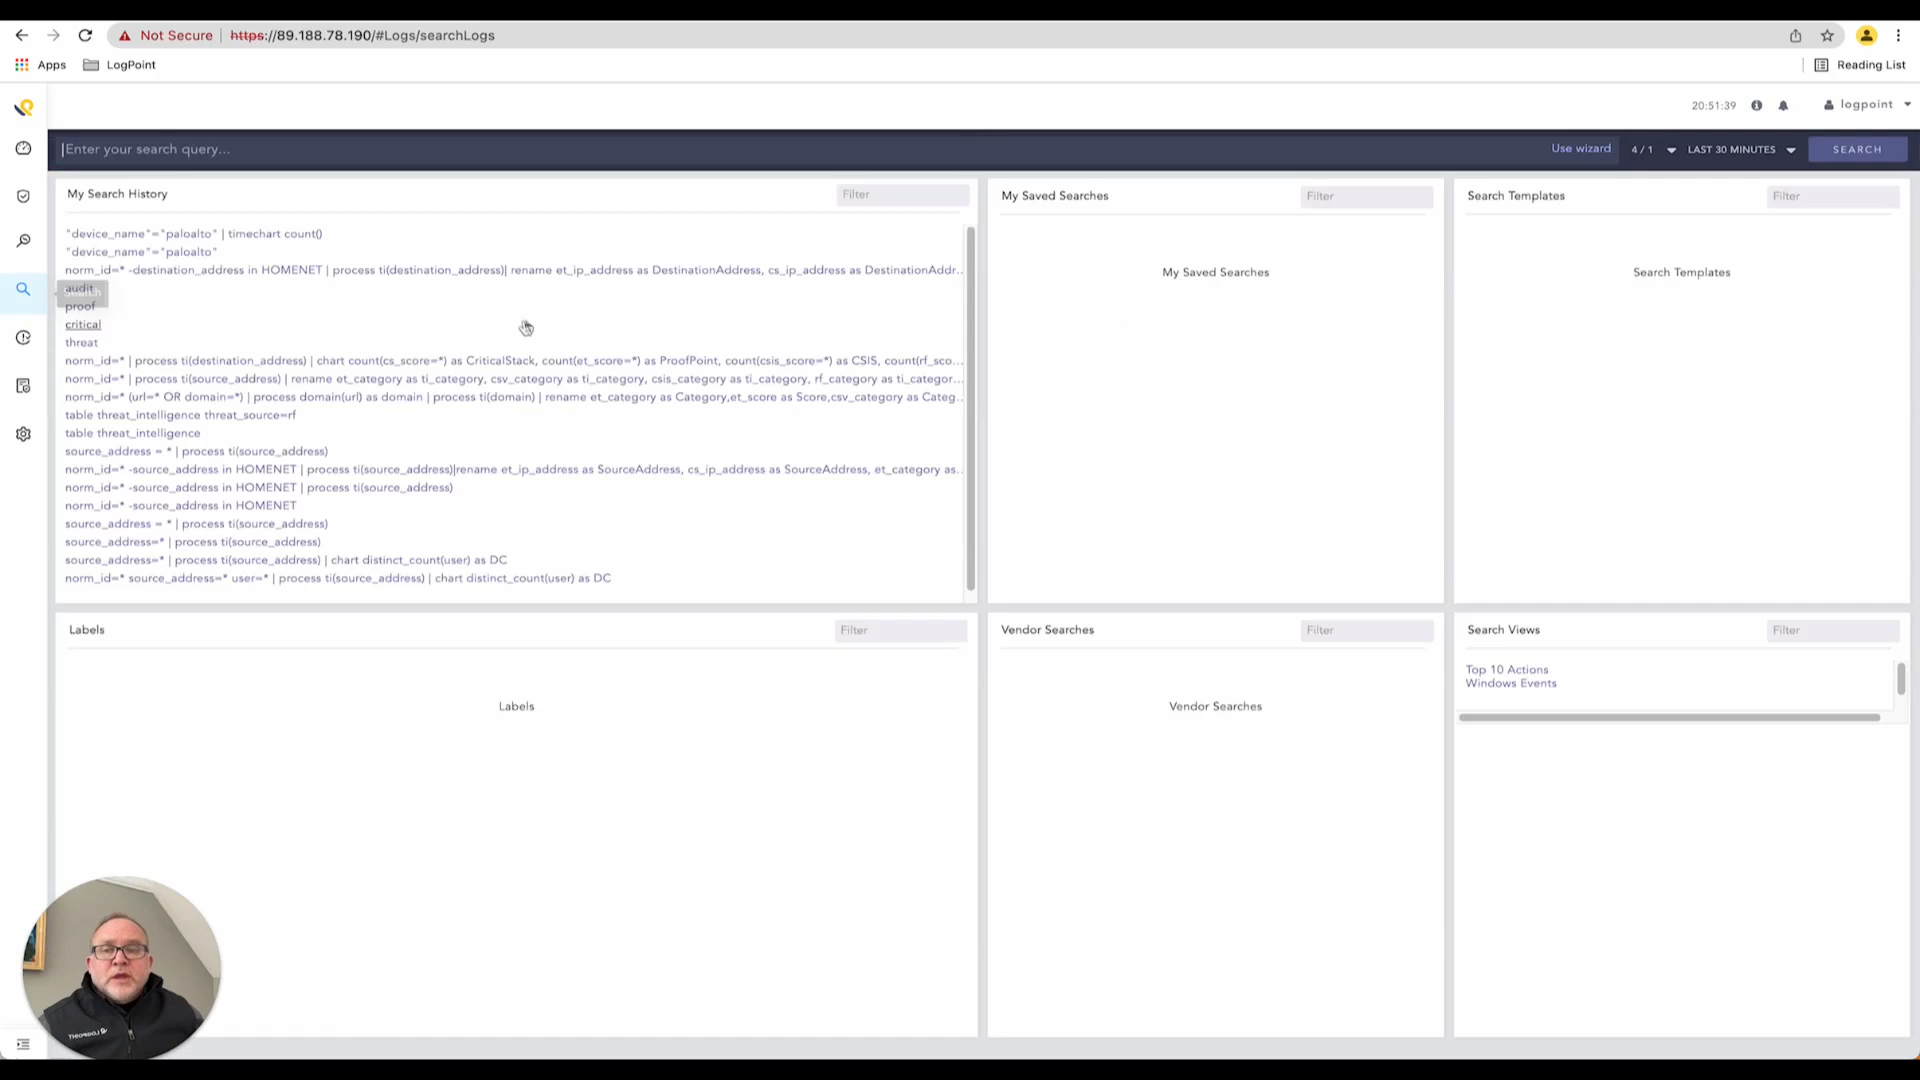 Not Secure
https://89.188.78.190/#Logs/searchLogs
Apps
LogPoint
Reading List
20:51:39
logpoint
Enter your search query...
Use wizard
4 / 1
LAST 30 MINUTES
SEARCH
My Search History
Filter
"device_name"="paloalto" | timechart count()
"device_name"="paloalto"
norm_id=* -destination_address in HOMENET | process ti(destination_address)| rename et_ip_address as DestinationAddress, cs_ip_address as DestinationAddr...
audit
proof
critical
threat
norm_id=* | process ti(destination_address) | chart count(cs_score=*) as CriticalStack, count(et_score=*) as ProofPoint, count(csis_score=*) as CSIS, count(rf_sco...
norm_id=* | process ti(source_address) | rename et_category as ti_category, csv_category as ti_category, csis_category as ti_category, rf_category as ti_categor...
norm_id=* (url=* OR domain=*) | process domain(url) as domain | process ti(domain) | rename et_category as Category,et_score as Score,csv_category as Categ...
table threat_intelligence threat_source=rf
table threat_intelligence
source_address = * | process ti(source_address)
norm_id=* -source_address in HOMENET | process ti(source_address)|rename et_ip_address as SourceAddress, cs_ip_address as SourceAddress, et_category as...
norm_id=* -source_address in HOMENET | process ti(source_address)
norm_id=* -source_address in HOMENET
source_address = * | process ti(source_address)
source_address=* | process ti(source_address)
source_address=* | process ti(source_address) | chart distinct_count(user) as DC
norm_id=* source_address=* user=* | process ti(source_address) | chart distinct_count(user) as DC
My Saved Searches
Filter
My Saved Searches
Search Templates
Filter
Search Templates
Labels
Filter
Labels
Vendor Searches
Filter
Vendor Searches
Search Views
Filter
Top 10 Actions
Windows Events